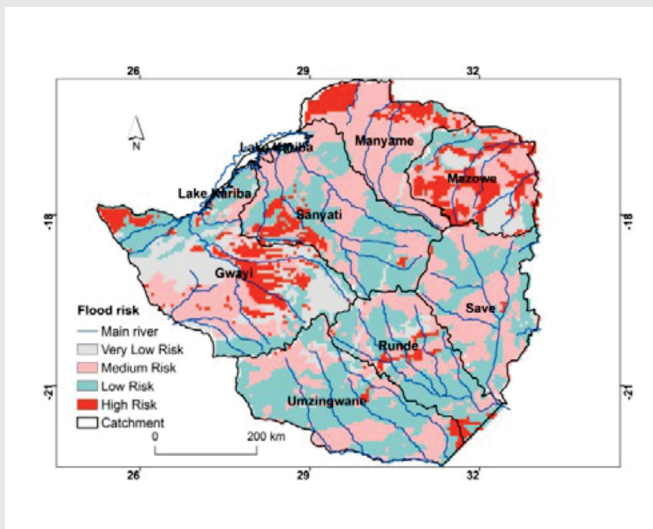 26 29 32
N
Lake Kariba
Manyame
Mazowe
Lake Kariba
Sanyati
-18 -18
Gwayi
Save
Flood risk
Main river
Very Low Risk
Medium Risk
Low Risk
High Risk
Catchment
Runde
-21 -21
Umzingwane
0 200 km
26 29 32